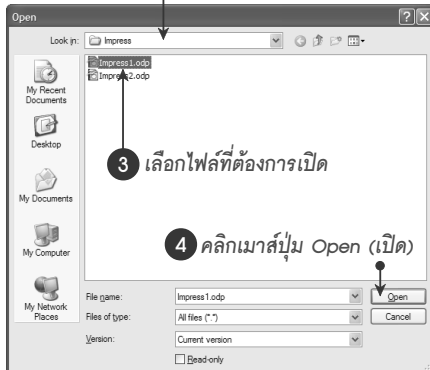 Open
Look in: Impress
Impress1.odp
Impress2.odp
My Recent
Documents
Desktop
3 เลือกไฟล์ที่ต้องการเปิด
My Documents
4 คลิกเมาส์ปุ่ม Open (เปิด)
My Computer
My Network
Places
File name: Impress1.odp Open
Files of type: All files (*.*) Cancel
Version: Current version
Read-only